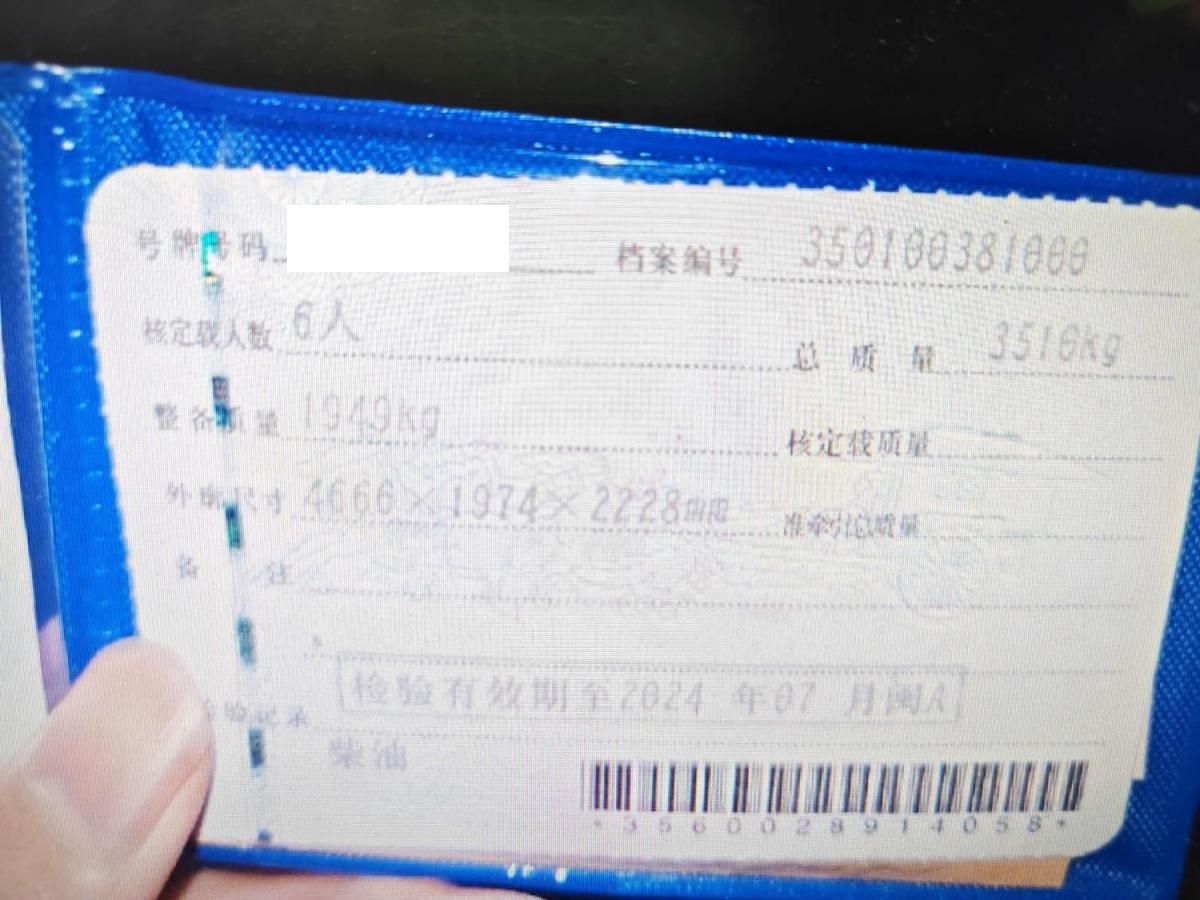 号牌号码 档案编号 350100381000
核定载人数 6人 总质量 3510kg
整备质量 1949kg 核定载质量
外廓尺寸 4666×1974×2228mm 准牵引总质量
备注
检验有效期至2024年07月闽A
检验记录
柴油
*3560028914058*